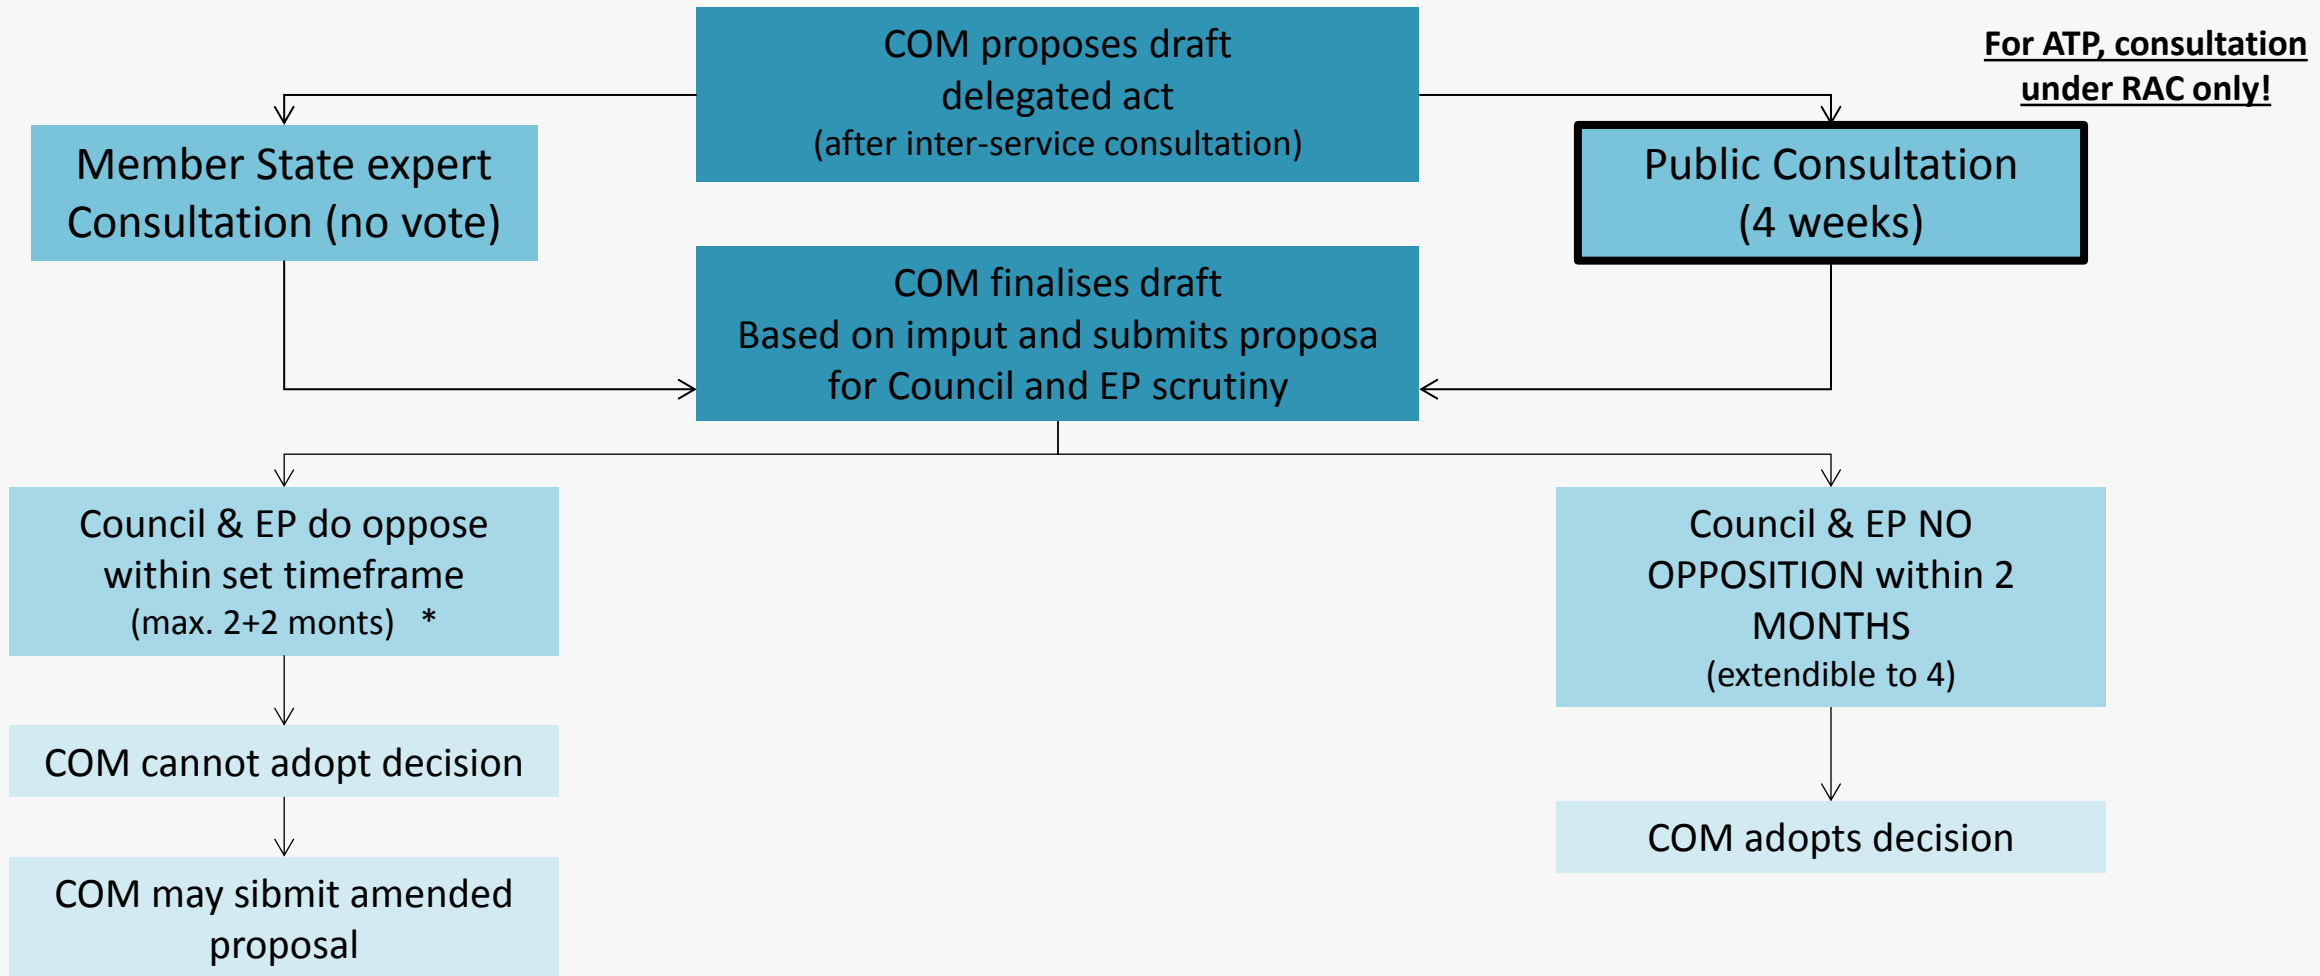 COM proposes draft
delegated act
(after inter-service consultation)
For ATP, consultation
under RAC only!
Member State expert
Consultation (no vote)
Public Consultation
(4 weeks)
COM finalises draft
Based on imput and submits proposa
for Council and EP scrutiny
Council & EP do oppose
within set timeframe
(max. 2+2 monts) *
Council & EP NO
OPPOSITION within 2
MONTHS
(extendible to 4)
COM cannot adopt decision
COM adopts decision
COM may sibmit amended
proposal